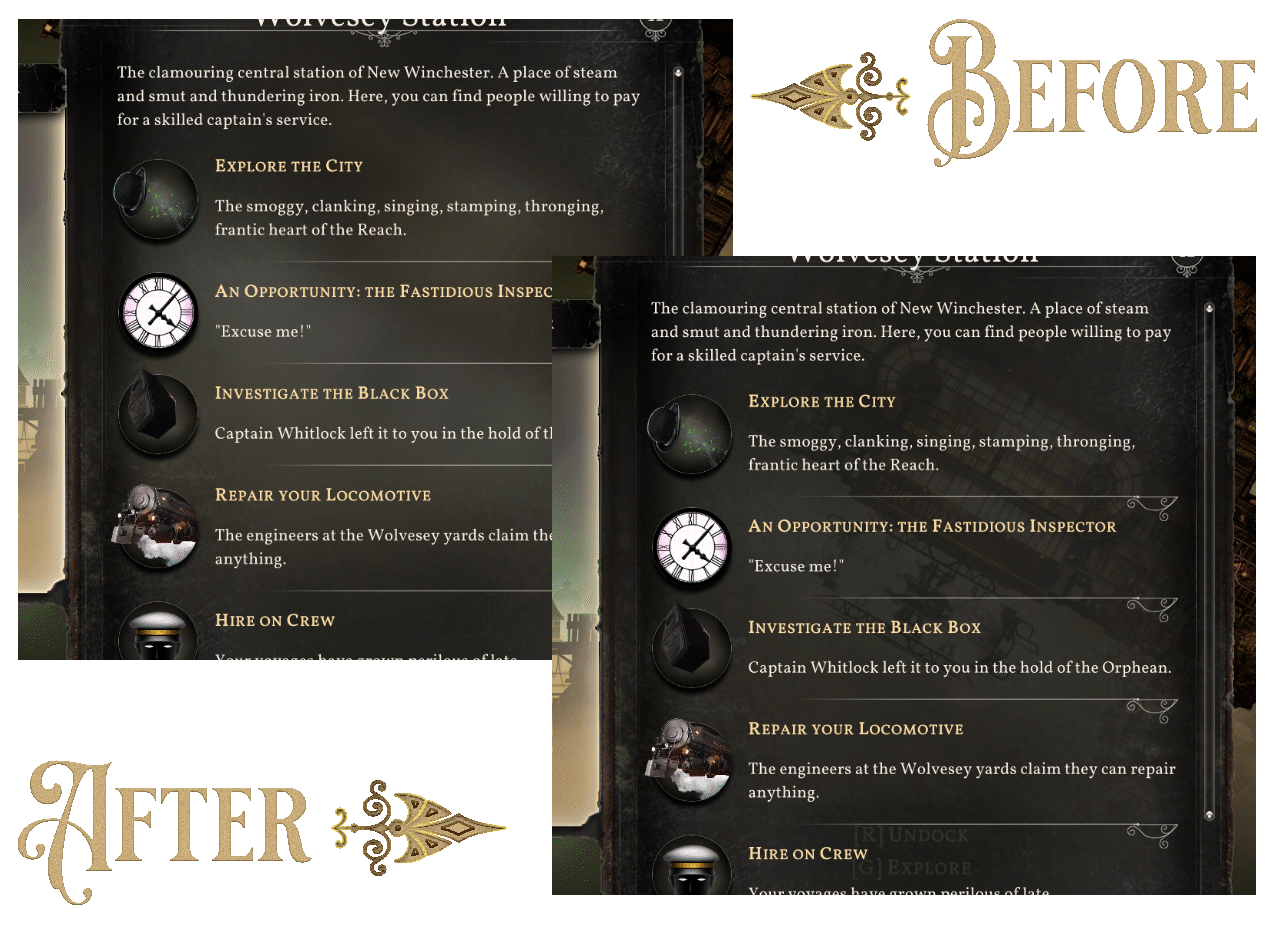 Wolvesey Station
The clamouring central station of New Winchester. A place of steam
and smut and thundering iron. Here, you can find people willing to pay
for a skilled captain's service.
EXPLORE THE CITY
The smoggy, clanking, singing, stamping, thronging,
frantic heart of the Reach.
AN OPPORTUNITY: THE FASTIDIOUS INSPEC
"Excuse me!"
INVESTIGATE THE BLACK BOX
Captain Whitlock left it to you in the hold of th
REPAIR YOUR LOCOMOTIVE
The engineers at the Wolvesey yards claim the
anything.
HIRE ON CREW
Your voyages have grown perilous of late
BEFORE
Wolvesey Station
The clamouring central station of New Winchester. A place of steam
and smut and thundering iron. Here, you can find people willing to pay
for a skilled captain's service.
EXPLORE THE CITY
The smoggy, clanking, singing, stamping, thronging,
frantic heart of the Reach.
AN OPPORTUNITY: THE FASTIDIOUS INSPECTOR
"Excuse me!"
INVESTIGATE THE BLACK BOX
Captain Whitlock left it to you in the hold of the Orphean.
REPAIR YOUR LOCOMOTIVE
The engineers at the Wolvesey yards claim they can repair
anything.
[R] UNDOCK
HIRE ON CREW
[G] EXPLORE
Your voyages have grown perilous of late
AFTER